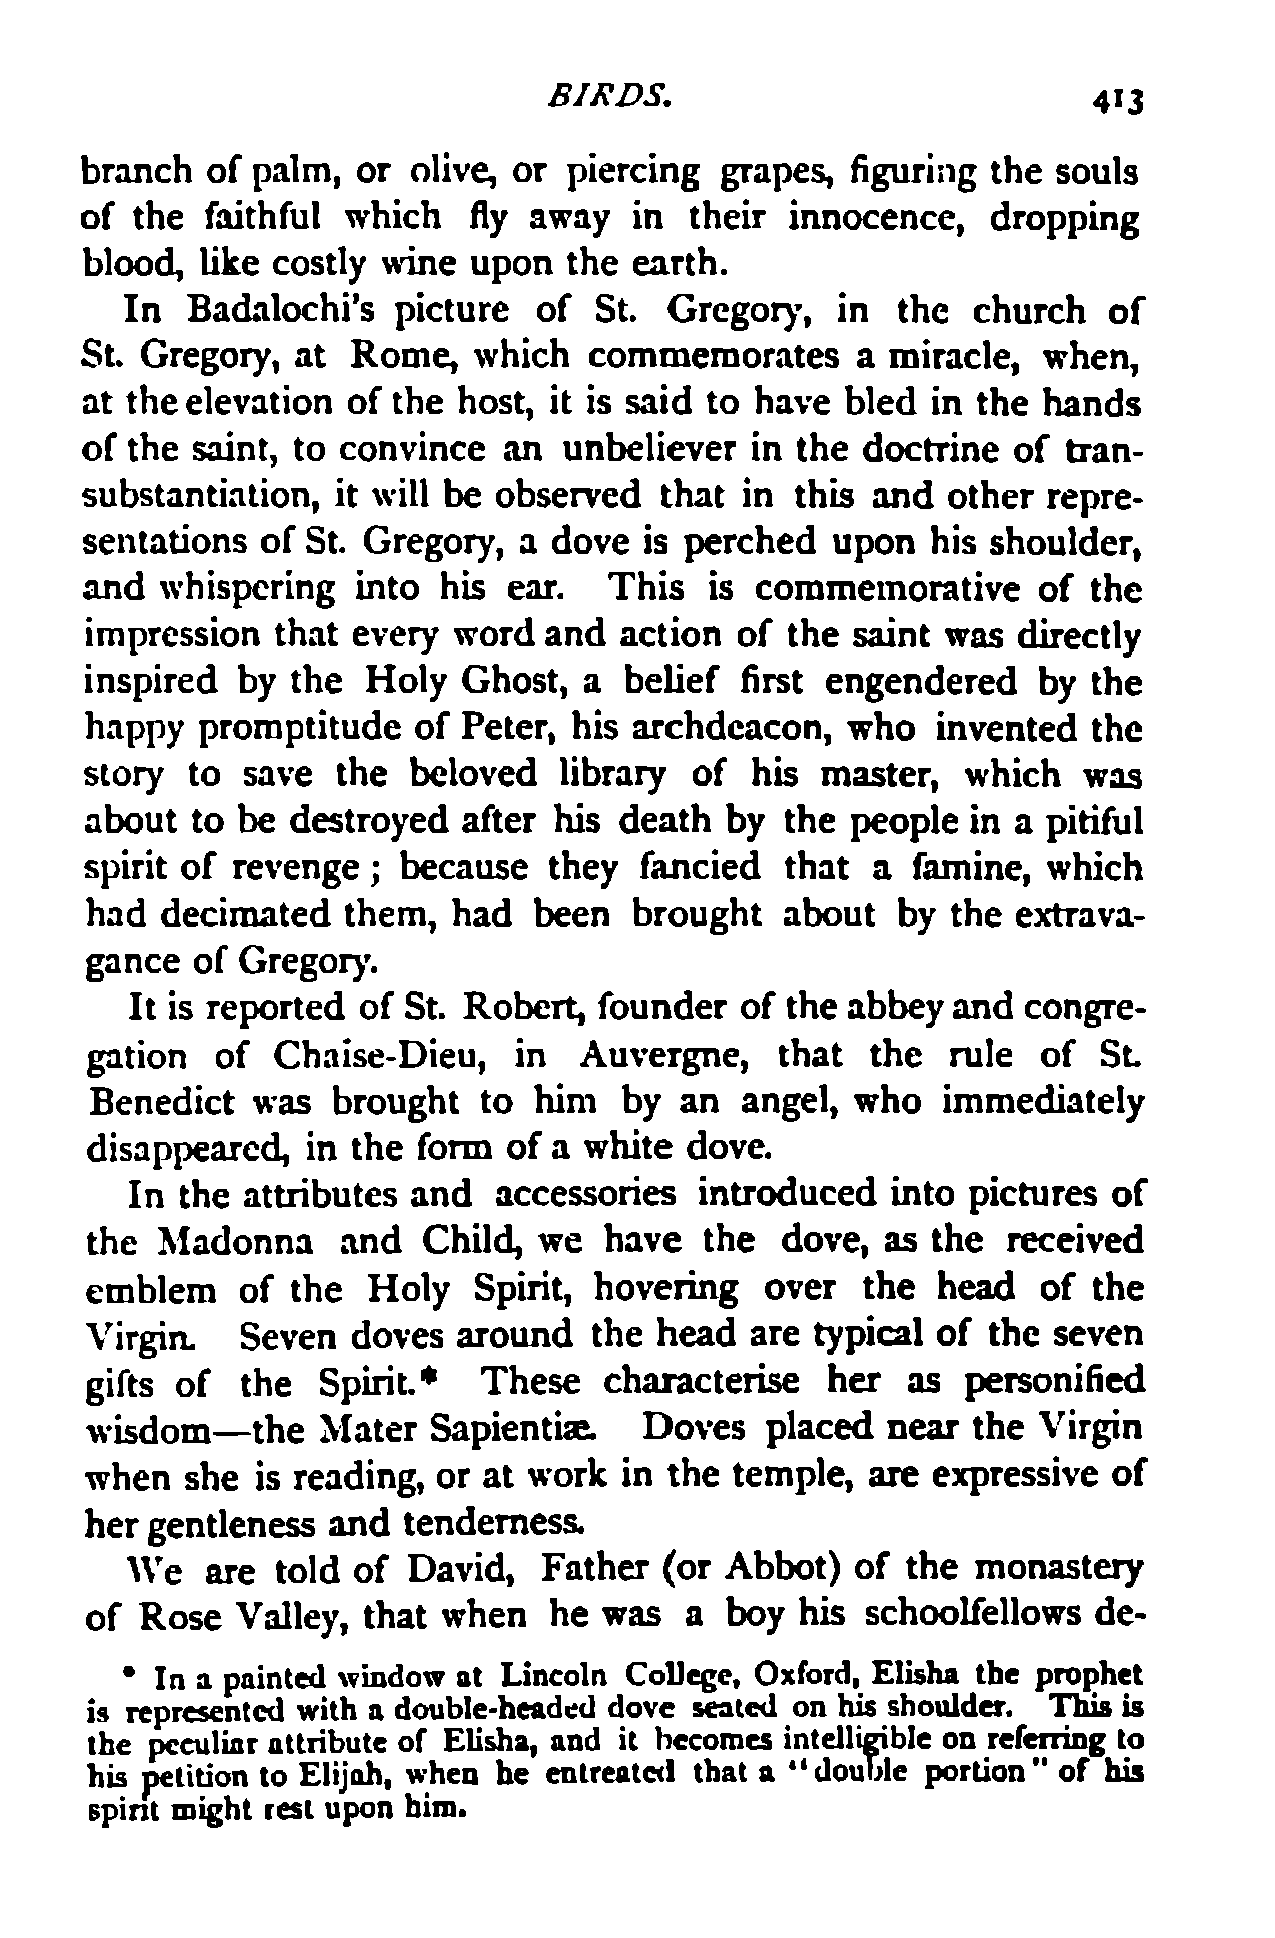 BIRDS. 413
branch of palm, or olive, or piercing grapes, figuring the souls
of the faithful which fly away in their innocence, dropping
blood, like costly wine upon the earth.
In Badalochi's picture of St. Gregory, in the church of
St. Gregory, at Rome, which commemorates a miracle, when,
at the elevation of the host, it is said to have bled in the hands
of the saint, to convince an unbeliever in the doctrine of tran-
substantiation, it will be observed that in this and other repre-
sentations of St. Gregory, a dove is perched upon his shoulder,
and whispering into his ear. This is commemorative of the
impression that every word and action of the saint was directly
inspired by the Holy Ghost, a belief first engendered by the
happy promptitude of Peter, his archdeacon, who invented the
story to save the beloved library of his master, which was
about to be destroyed after his death by the people in a pitiful
spirit of revenge ; because they fancied that a famine, which
had decimated them, had been brought about by the extrava-
gance of Gregory.
It is reported of St. Robert, founder of the abbey and congre-
gation of Chaise-Dieu, in Auvergne, that the rule of St.
Benedict was brought to him by an angel, who immediately
disappeared, in the form of a white dove.
In the attributes and accessories introduced into pictures of
the Madonna and Child, we have the dove, as the received
emblem of the Holy Spirit, hovering over the head of the
Virgin. Seven doves around the head are typical of the seven
gifts of the Spirit.* These characterise her as personified
wisdom—the Mater Sapientiæ. Doves placed near the Virgin
when she is reading, or at work in the temple, are expressive of
her gentleness and tenderness.
We are told of David, Father (or Abbot) of the monastery
of Rose Valley, that when he was a boy his schoolfellows de-
* In a painted window at Lincoln College, Oxford, Elisha the prophet
is represented with a double-headed dove seated on his shoulder. This is
the peculiar attribute of Elisha, and it becomes intelligible on referring to
his petition to Elijah, when he entreated that a "double portion" of his
spirit might rest upon him.